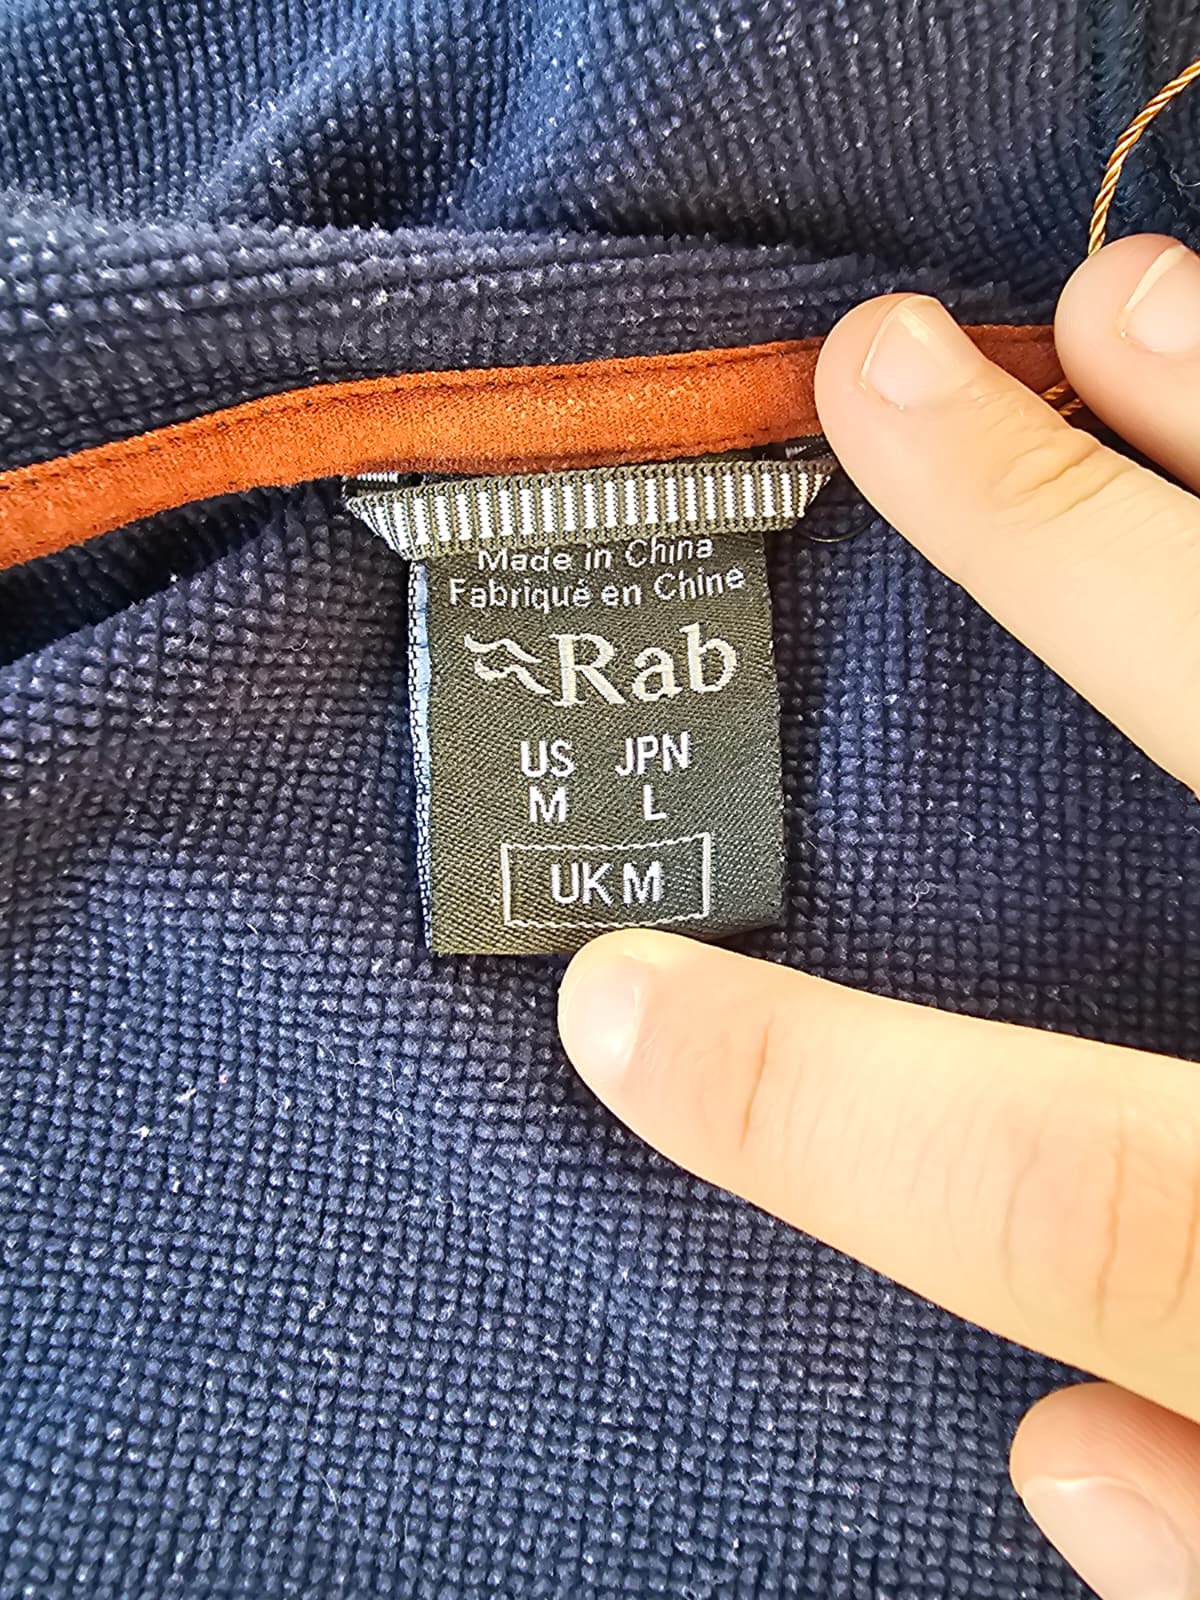 Made in China
Fabriqué en Chine
Rab
US JPN
M L
UK M